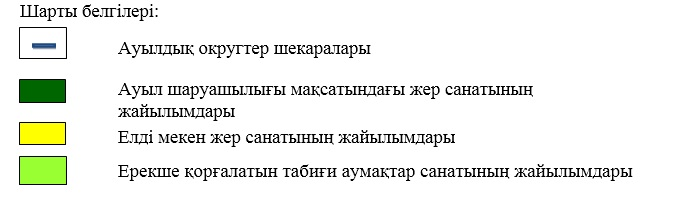 Шарты белгілері:
Ауылдық округтер шекаралары
Ауыл шаруашылығы мақсатындағы жер санатының
жайылымдары
Елді мекен жер санатының жайылымдары
Ерекше қорғалатын табиғи аумақтар санатының жайылымдары